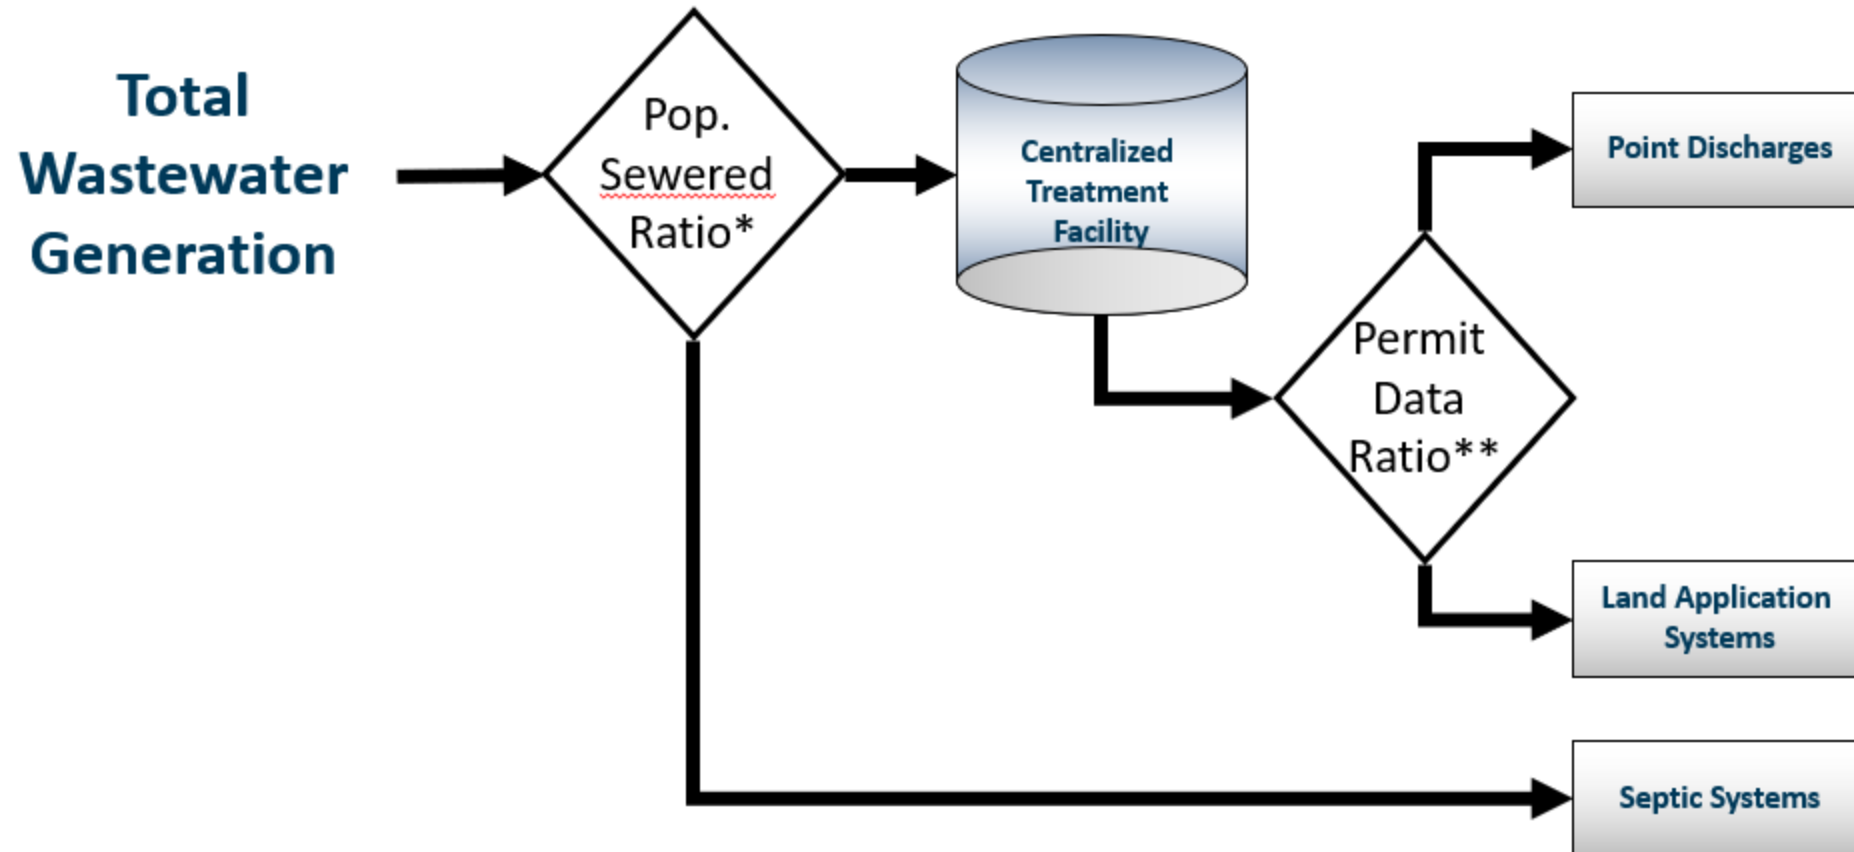 Total
Wastewater
Generation
Pop.
Sewered
Ratio*
Centralized
Treatment
Facility
Permit
Data
Ratio**
Point Discharges
Land Application
Systems
Septic Systems